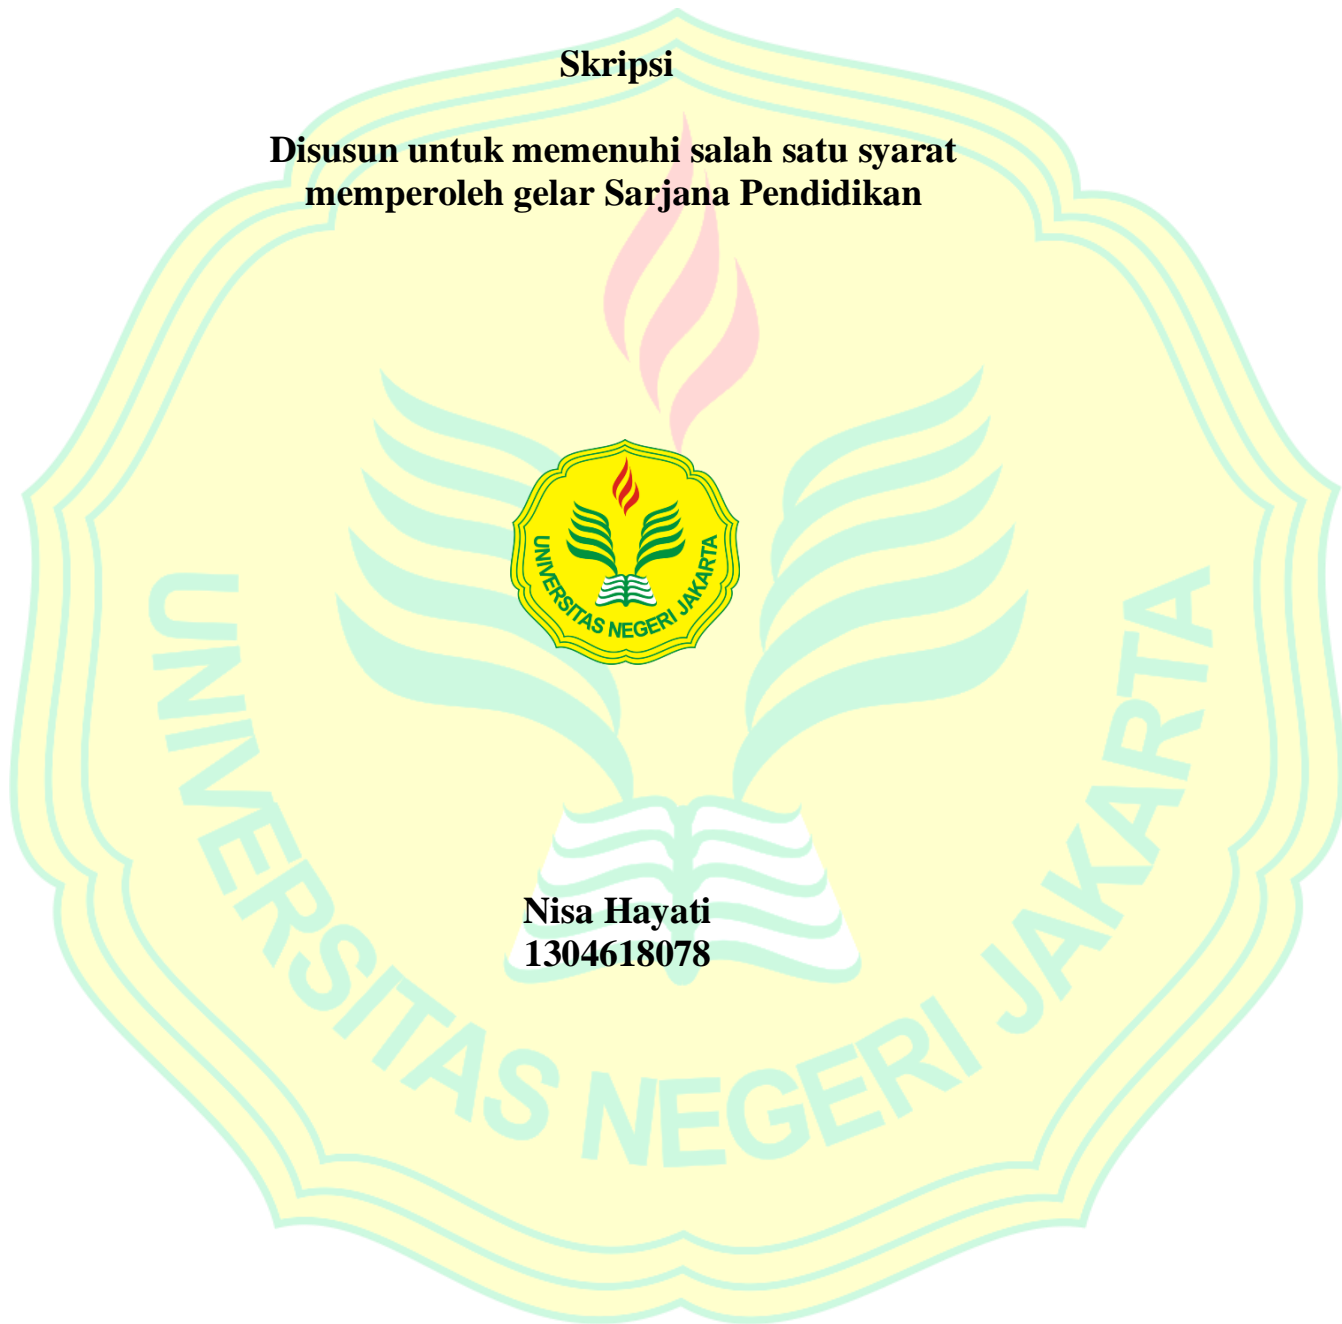 Skripsi
Disusun untuk memenuhi salah satu syarat
memperoleh gelar Sarjana Pendidikan
UNIVERSITAS NEGERI JAKARTA
Nisa Hayati
1304618078
UNIVERSITAS NEGERI JAKARTA